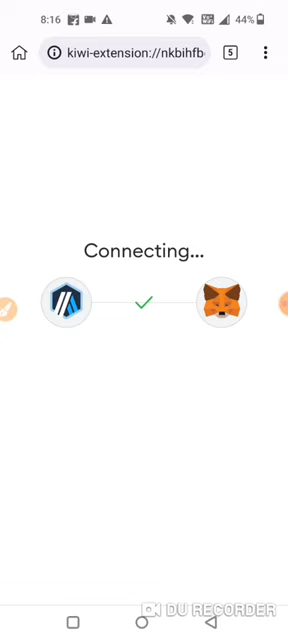 8:16
44%
kiwi-extension://nkbihfb
5
Connecting...
DU RECORDER